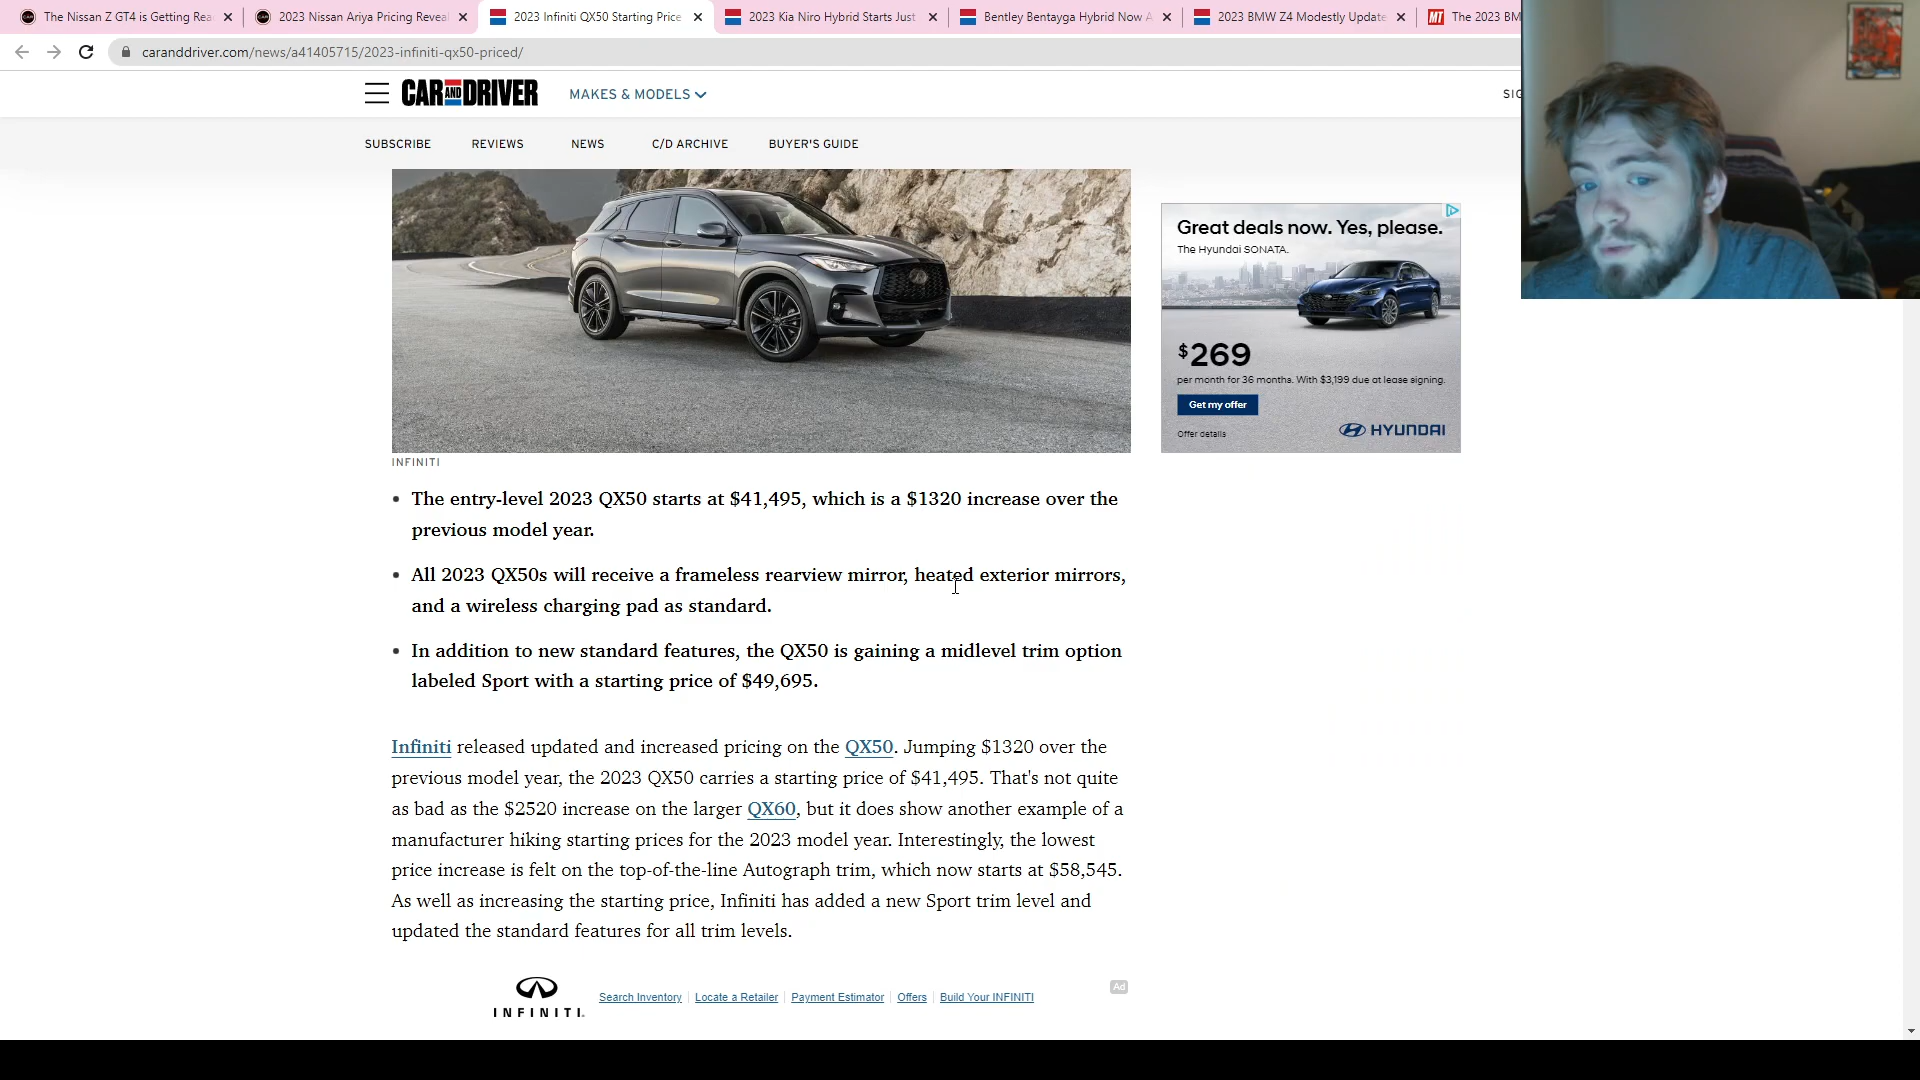 The Nissan Z GT4 is Getting Rea
2023 Nissan Ariya Pricing Reveal
2023 Infiniti QX50 Starting Price
2023 Kia Niro Hybrid Starts Just
Bentley Bentayga Hybrid Now A
2023 BMW Z4 Modestly Update
MT The 2023 BM
caranddriver.com/news/a41405715/2023-infiniti-qx50-priced/
CAR AND DRIVER
MAKES & MODELS
SIG
SUBSCRIBE
REVIEWS
NEWS
C/D ARCHIVE
BUYER'S GUIDE
Great deals now. Yes, please.
The Hyundai SONATA.
$269
per month for 36 months. With $3,199 due at lease signing.
Get my offer
Offer details
HYUNDAI
INFINITI
• The entry-level 2023 QX50 starts at $41,495, which is a $1320 increase over the
previous model year.
• All 2023 QX50s will receive a frameless rearview mirror, heated exterior mirrors,
and a wireless charging pad as standard.
• In addition to new standard features, the QX50 is gaining a midlevel trim option
labeled Sport with a starting price of $49,695.
Infiniti released updated and increased pricing on the QX50. Jumping $1320 over the
previous model year, the 2023 QX50 carries a starting price of $41,495. That's not quite
as bad as the $2520 increase on the larger QX60, but it does show another example of a
manufacturer hiking starting prices for the 2023 model year. Interestingly, the lowest
price increase is felt on the top-of-the-line Autograph trim, which now starts at $58,545.
As well as increasing the starting price, Infiniti has added a new Sport trim level and
updated the standard features for all trim levels.
INFINITI
Search Inventory
Locate a Retailer
Payment Estimator
Offers
Build Your INFINITI
Ad